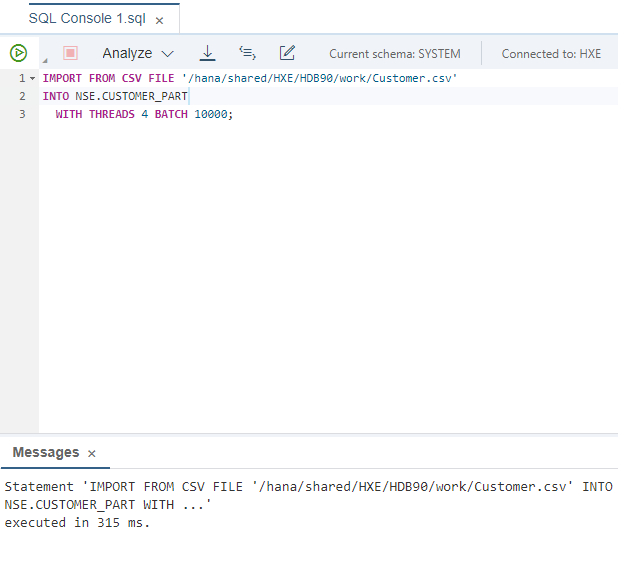 SQL Console 1.sql ×
Analyze Current schema: SYSTEM Connected to: HXE
1 IMPORT FROM CSV FILE '/hana/shared/HXE/HDB90/work/Customer.csv'
2 INTO NSE.CUSTOMER_PART
3 WITH THREADS 4 BATCH 10000;
Messages ×
Statement 'IMPORT FROM CSV FILE '/hana/shared/HXE/HDB90/work/Customer.csv' INTO
NSE.CUSTOMER_PART WITH ...'
executed in 315 ms.